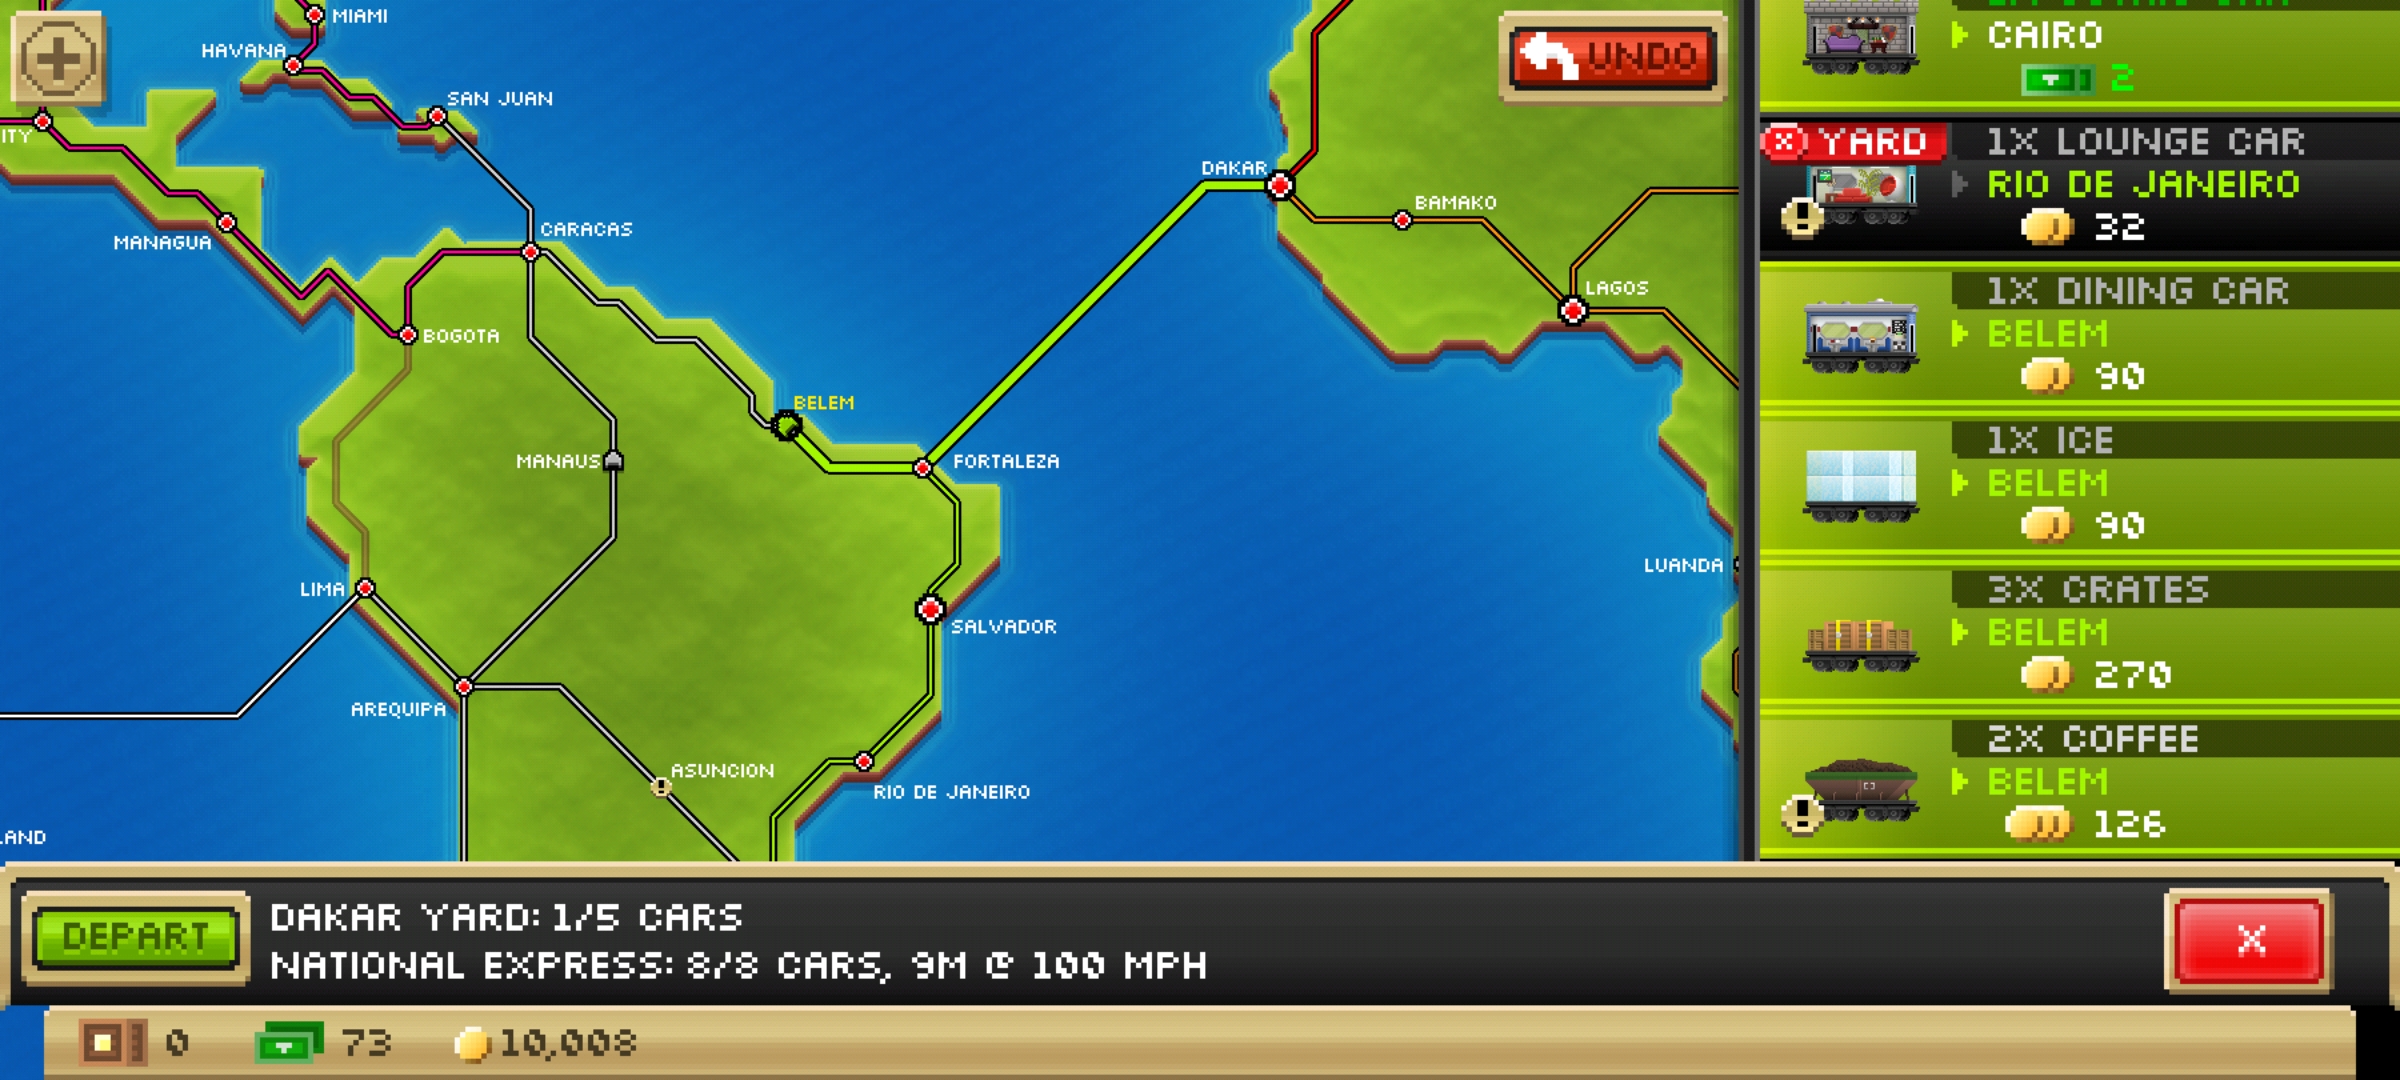 MIAMI
HAVANA
SAN JUAN
ITY
MANAGUA
CARACAS
BOGOTA
BELEM
MANAUS
FORTALEZA
LIMA
SALVADOR
AREQUIPA
ASUNCION
RIO DE JANEIRO
LAND
UNDO
DAKAR
BAMAKO
LAGOS
LUANDA
CAIRO
2
YARD
1X LOUNGE CAR
RIO DE JANEIRO
32
1X DINING CAR
BELEM
90
1X ICE
BELEM
90
3X CRATES
BELEM
270
2X COFFEE
BELEM
126
DEPART
DAKAR YARD: 1/5 CARS
NATIONAL EXPRESS: 8/8 CARS, 9M @ 100 MPH
X
0
73
10,008